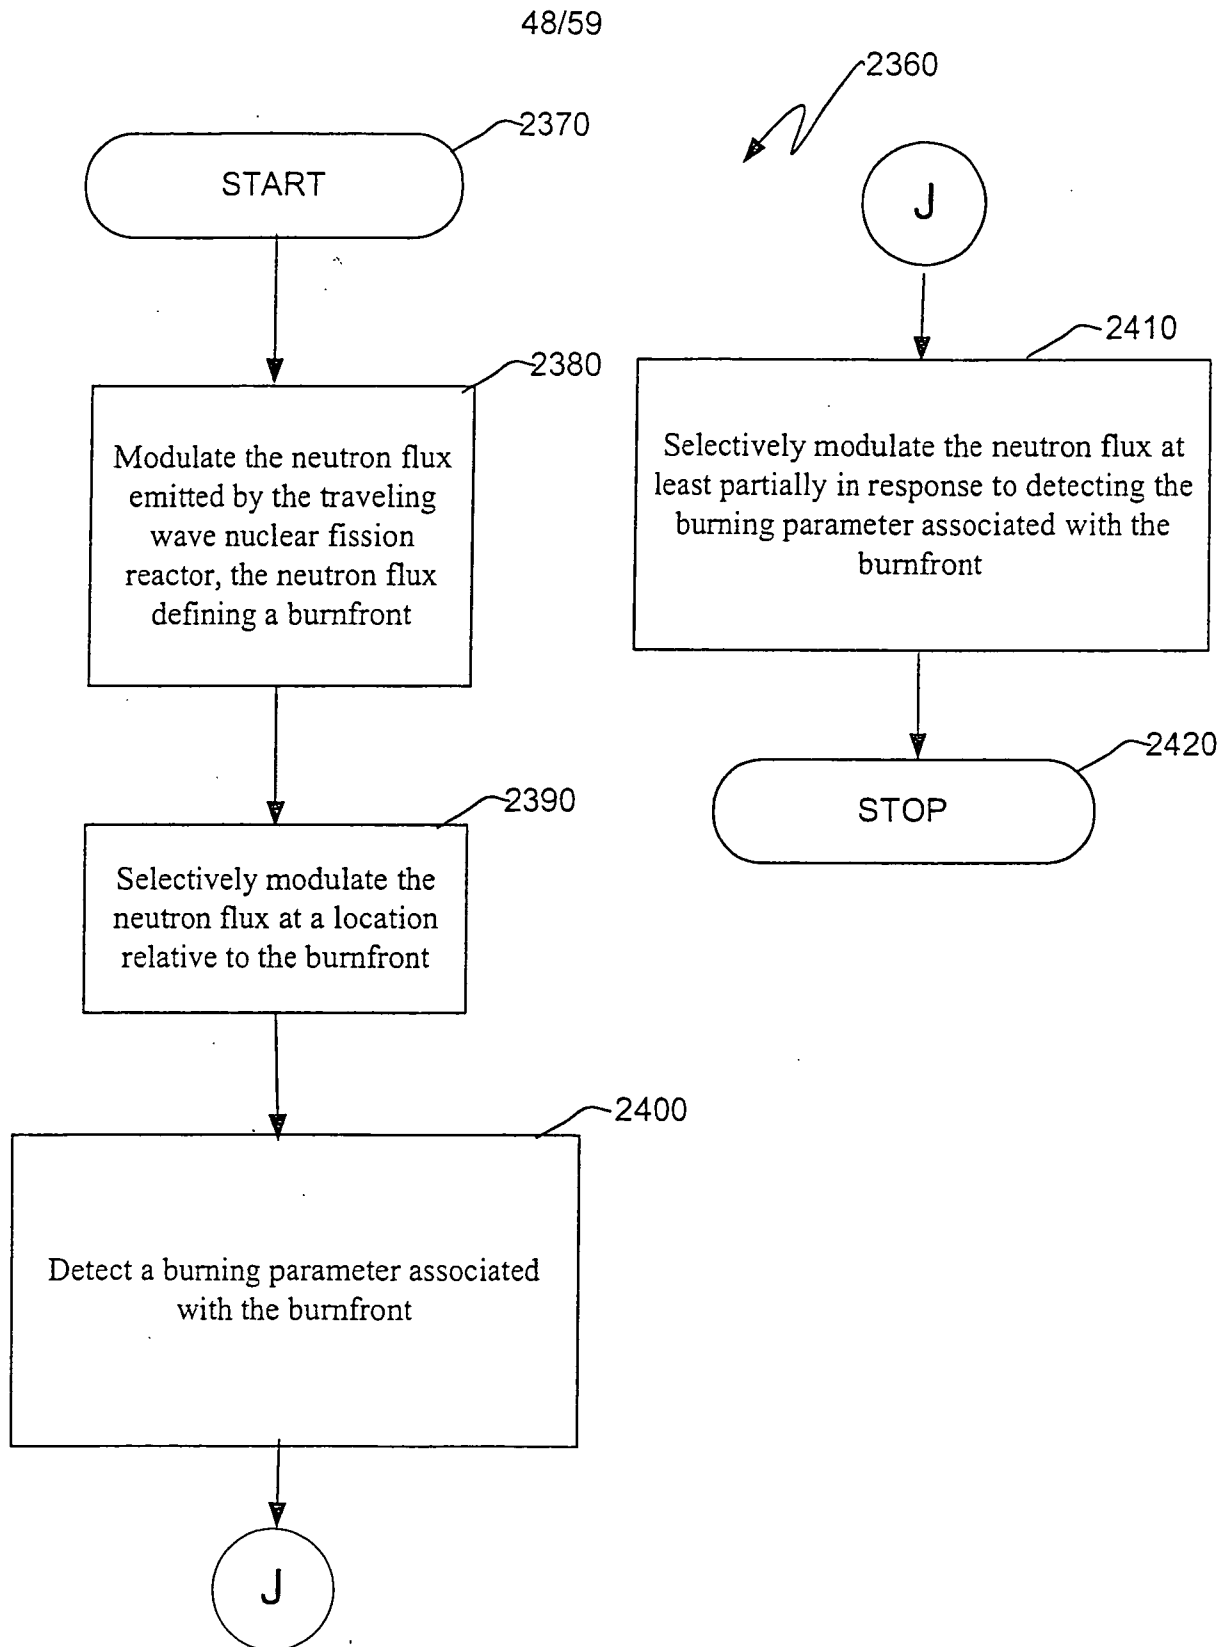 48/59
2360
2370
START
2380
Modulate the neutron flux
emitted by the traveling
wave nuclear fission
reactor, the neutron flux
defining a burnfront
2390
Selectively modulate the
neutron flux at a location
relative to the burnfront
2400
Detect a burning parameter associated
with the burnfront
J
J
2410
Selectively modulate the neutron flux at
least partially in response to detecting the
burning parameter associated with the
burnfront
2420
STOP